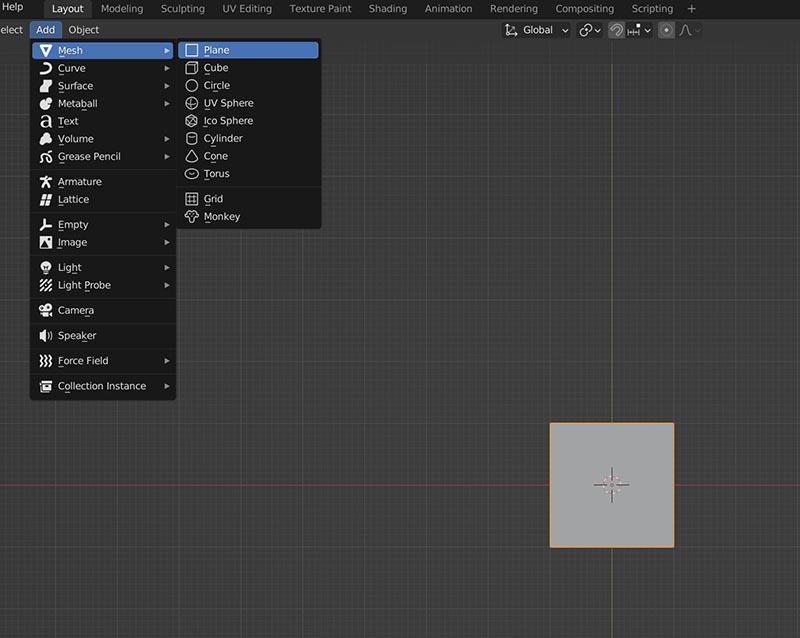 Help Layout Modeling Sculpting UV Editing Texture Paint Shading Animation Rendering Compositing Scripting +
elect Add Object Global
Mesh
Curve
Surface
Metaball
Text
Volume
Grease Pencil
Armature
Lattice
Empty
Image
Light
Light Probe
Camera
Speaker
Force Field
Collection Instance
Plane
Cube
Circle
UV Sphere
Ico Sphere
Cylinder
Cone
Torus
Grid
Monkey